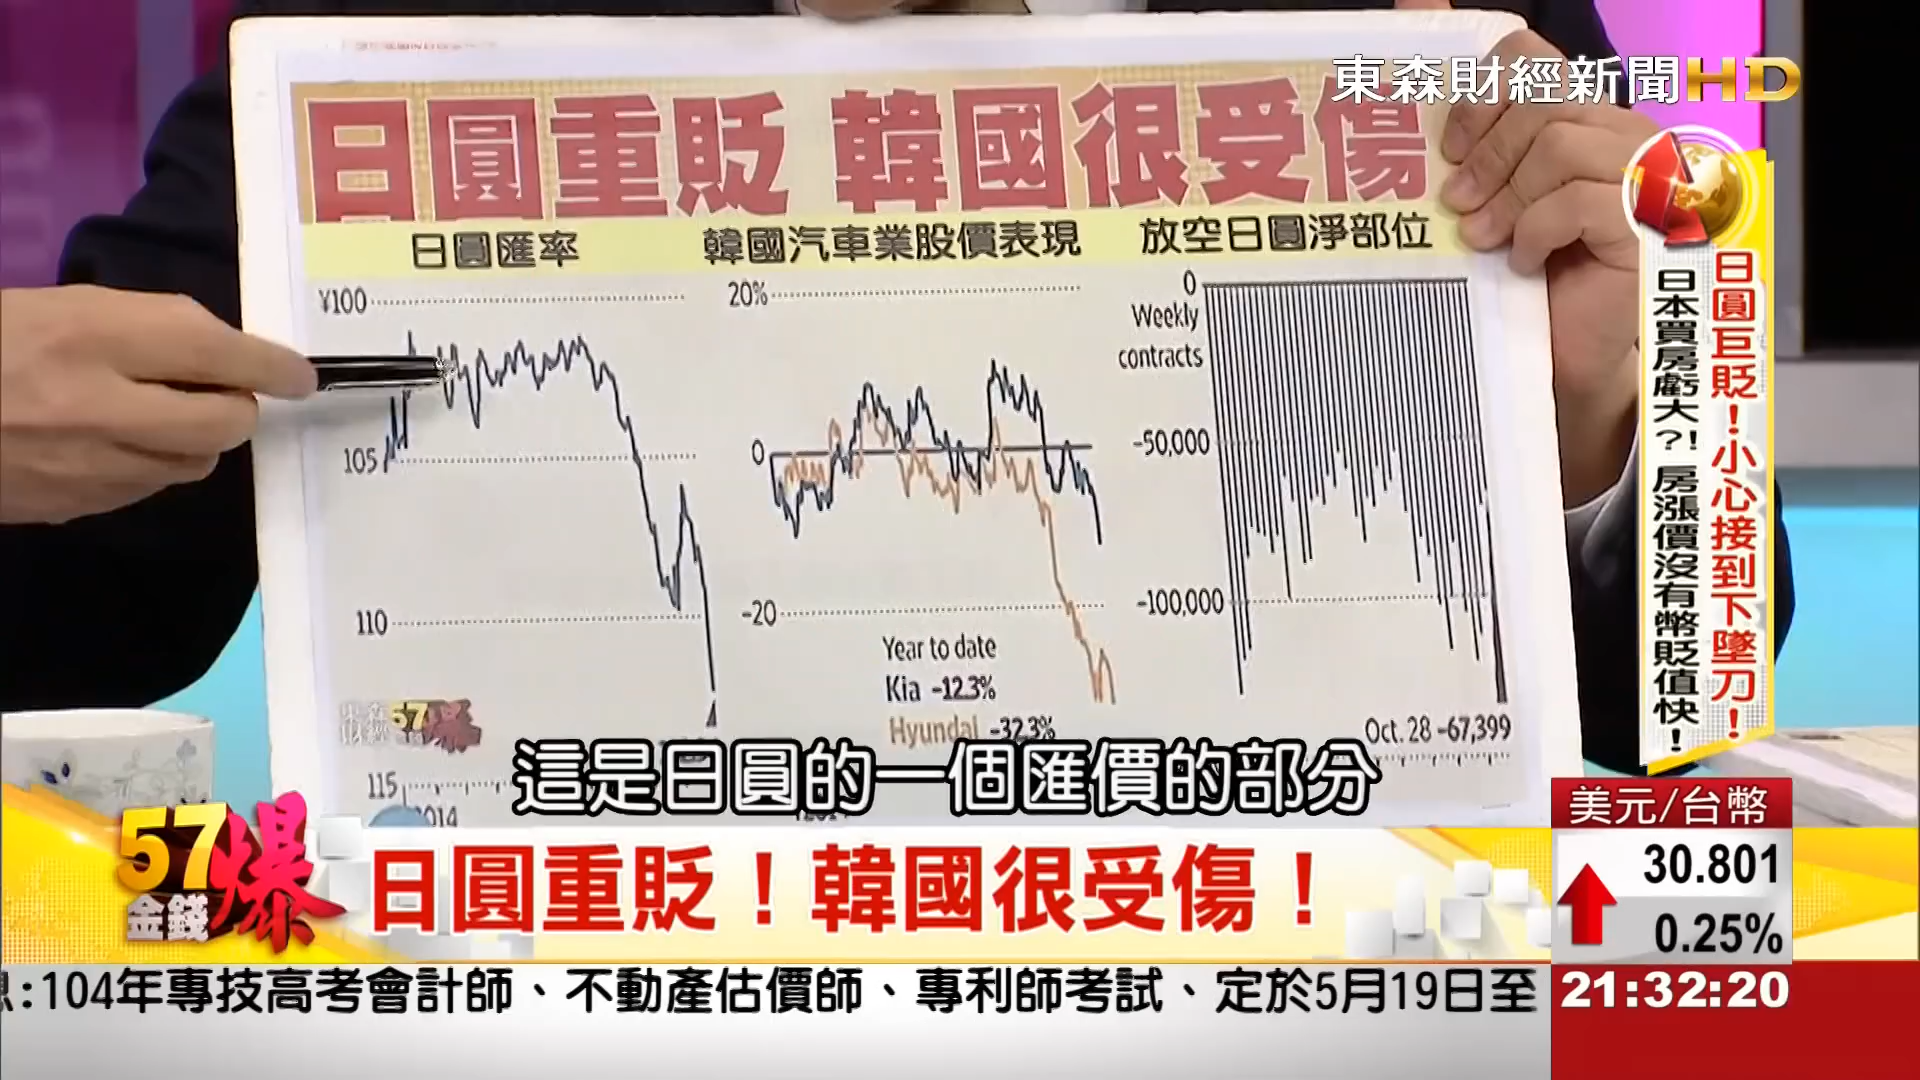 東森財經新聞HD
日圓重貶 韓國很受傷
日圓匯率
韓國汽車業股價表現
放空日圓淨部位
¥100
105
110
115
2014
20%
0
-20
Year to date
Kia -12.3%
Hyundai -32.3%
0
Weekly
contracts
-50,000
-100,000
Oct. 28 -67,399
東森
財經
57
爆
日圓巨貶！小心接到下墜刀！
日本買房虧大？！房漲價沒有幣貶值快！
這是日圓的一個匯價的部分
57
金錢
爆
日圓重貶！韓國很受傷！
美元/台幣
30.801
0.25%
:104年專技高考會計師、不動產估價師、專利師考試、定於5月19日至
21:32:20